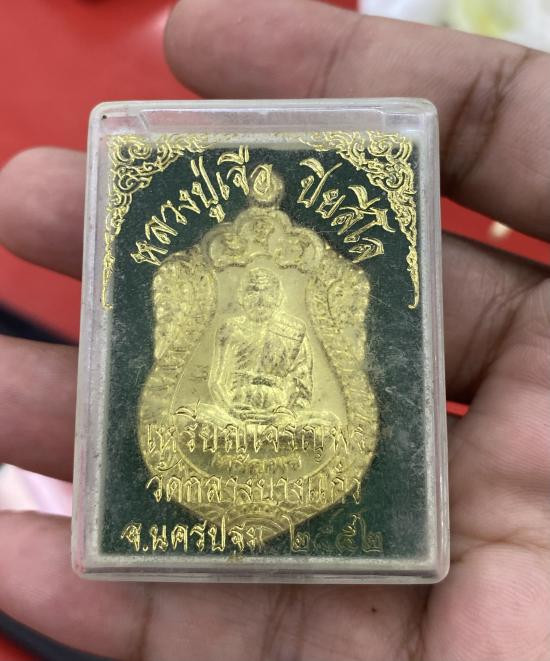 หลวงปู่เจือ ปิยสีโล
เหรียญเจริญพร
วัดกลางบางแก้ว
จ.นครปฐม ๒๕๕๒